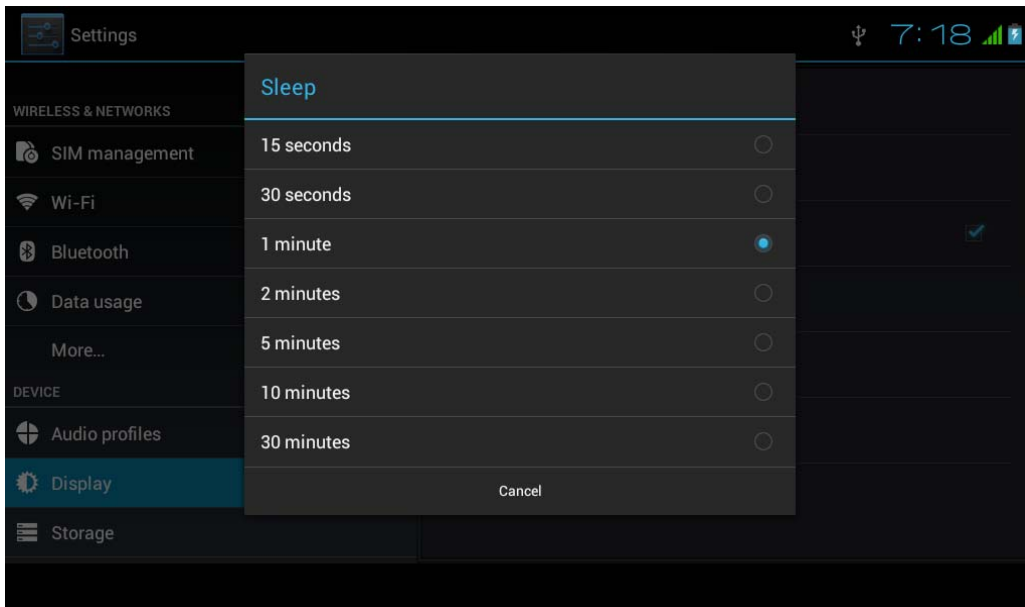 Settings
7:18
Sleep
WIRELESS & NETWORKS
SIM management
Wi-Fi
Bluetooth
Data usage
More...
DEVICE
Audio profiles
Display
Storage
15 seconds
30 seconds
1 minute
2 minutes
5 minutes
10 minutes
30 minutes
Cancel